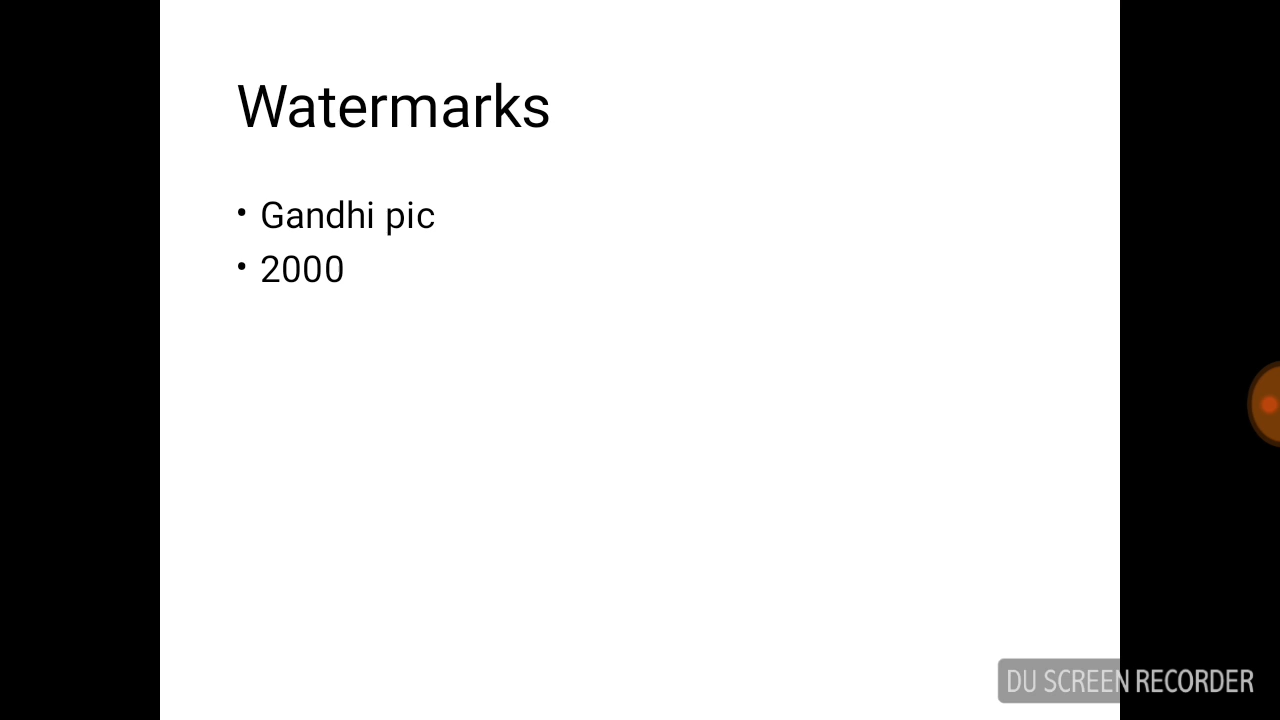 Watermarks
• Gandhi pic
• 2000
DU SCREEN RECORDER